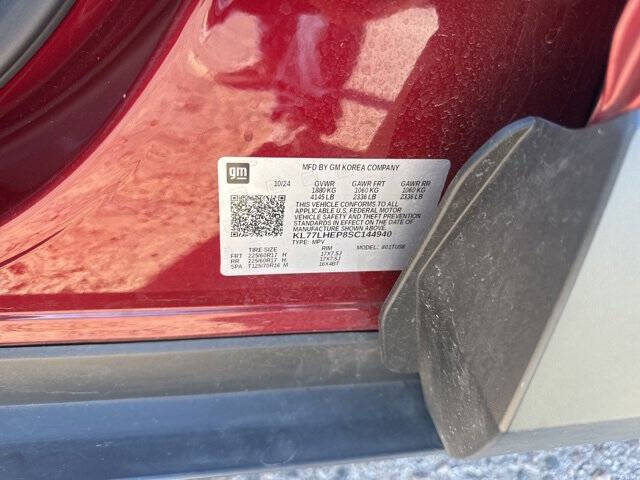 gm
MFD BY GM KOREA COMPANY
10/24 GVWR GAWR FRT GAWR RR
1880 KG 1060 KG 1060 KG
4145 LB 2336 LB 2336 LB
THIS VEHICLE CONFORMS TO ALL
APPLICABLE U.S. FEDERAL MOTOR
VEHICLE SAFETY AND THEFT PREVENTION
STANDARDS IN EFFECT ON THE DATE OF
MANUFACTURE SHOWN ABOVE.
KL77LHEP8SC144940
TYPE: MPV MODEL:
TIRE SIZE RIM
FRT 225/60R17 H 17X7.5J
RR 225/60R17 H 17X7.5J
SPA T125/70R16 M 16X4BT